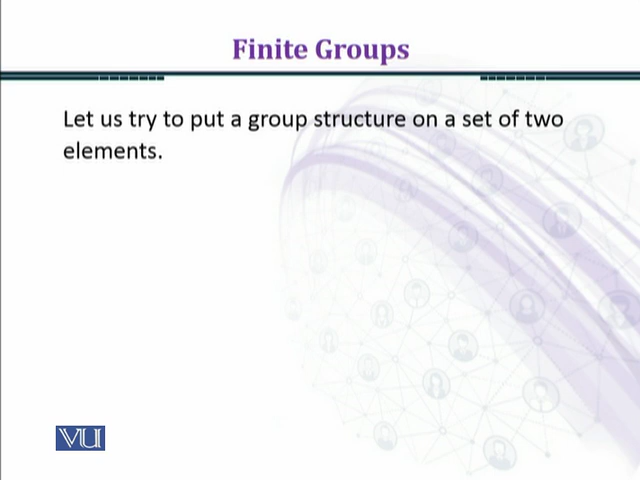 Finite Groups
Let us try to put a group structure on a set of two
elements.
VU